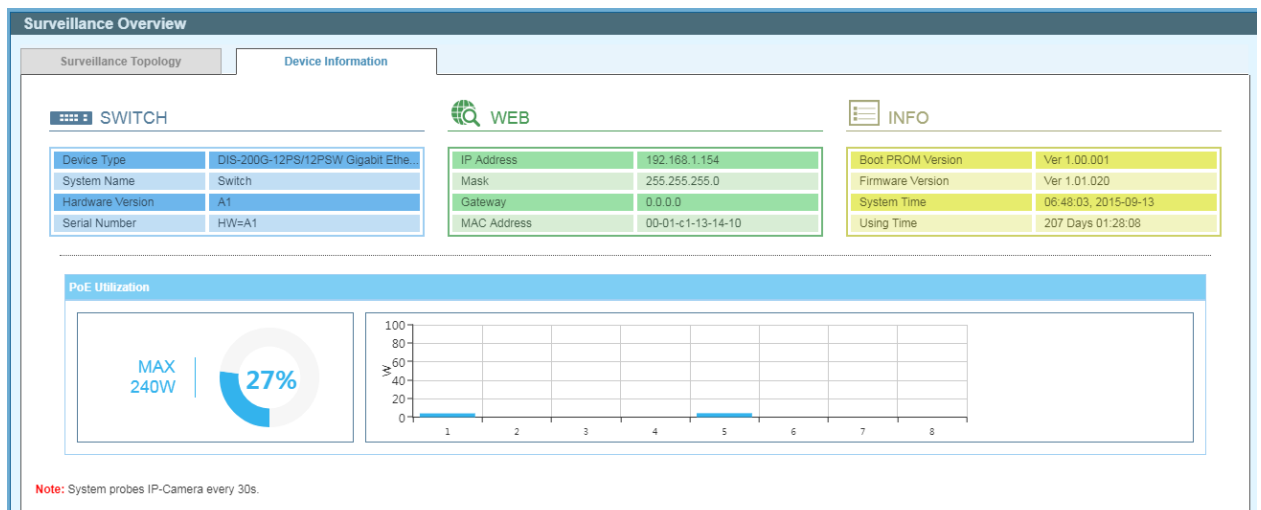 Surveillance Overview
Surveillance Topology Device Information
SWITCH
Device Type DIS-200G-12PS/12PSW Gigabit Ethe...
System Name Switch
Hardware Version A1
Serial Number HW=A1
WEB
IP Address 192.168.1.154
Mask 255.255.255.0
Gateway 0.0.0.0
MAC Address 00-01-c1-13-14-10
INFO
Boot PROM Version Ver 1.00.001
Firmware Version Ver 1.01.020
System Time 06:48:03, 2015-09-13
Using Time 207 Days 01:28:08
PoE Utilization
MAX
240W
27%
W
100
80
60
40
20
0
1 2 3 4 5 6 7 8
Note: System probes IP-Camera every 30s.